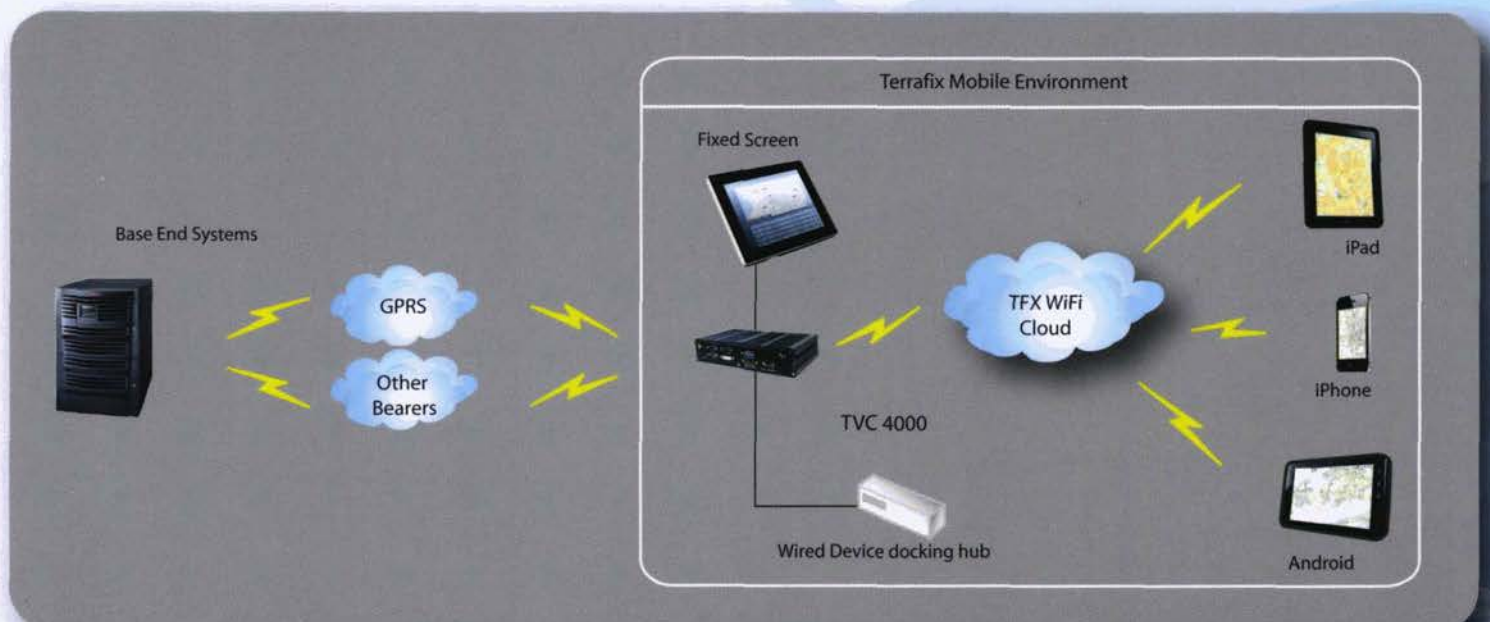 Terrafix Mobile Environment
Fixed Screen
Base End Systems
GPRS
Other
Bearers
TFX WiFi
Cloud
TVC 4000
Wired Device docking hub
iPad
iPhone
Android